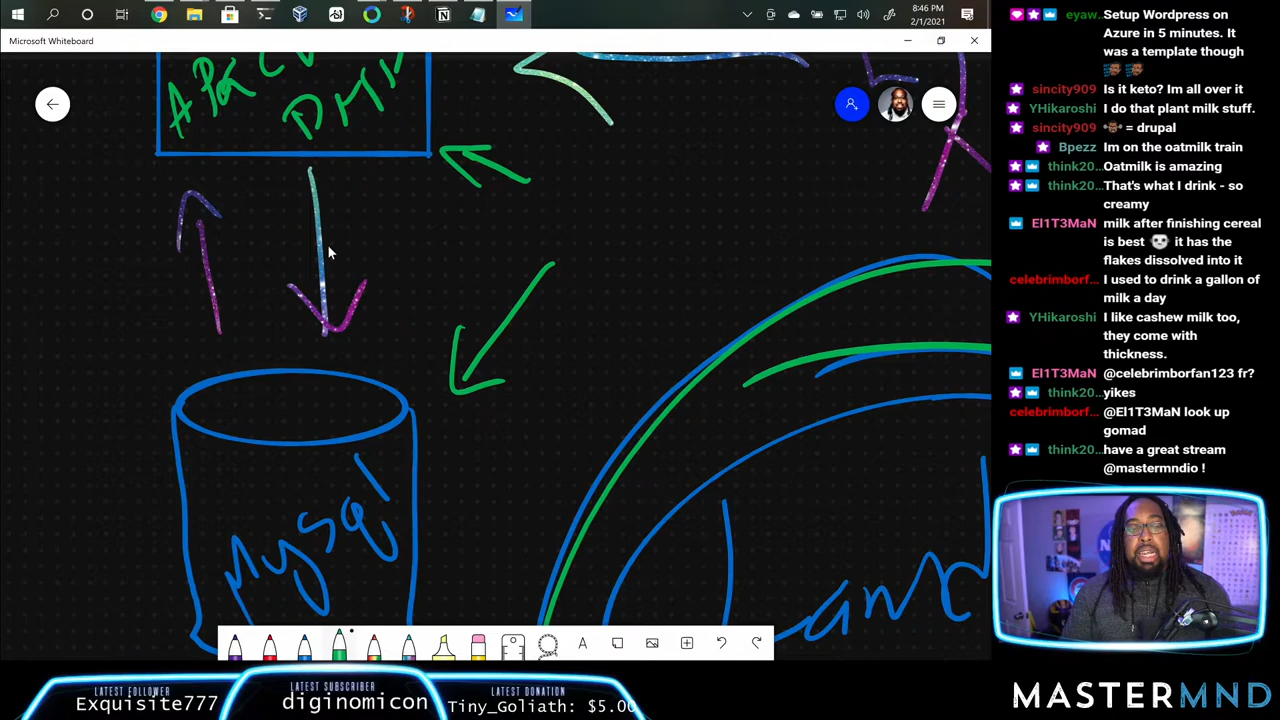 8:46 PM
2/1/2021
Microsoft Whiteboard
Mysql
A
eyaw... Setup Wordpress on
Azure in 5 minutes. It
was a template though
sincity909 Is it keto? Im all over it
YHikaroshi I do that plant milk stuff.
sincity909 = drupal
Bpezz Im on the oatmilk train
think20... Oatmilk is amazing
think20... That's what I drink - so
creamy
El1T3MaN milk after finishing cereal
is best it has the
flakes dissolved into it
celebrimborf... I used to drink a gallon of
milk a day
YHikaroshi I like cashew milk too,
they come with
thickness.
El1T3MaN @celebrimborfan123 fr?
think20... yikes
celebrimborf... @El1T3MaN look up
gomad
think20... have a great stream
@mastermndio !
LATEST FOLLOWER
Exquisite777
LATEST SUBSCRIBER
diginomicon
LATEST DONATION
Tiny_Goliath: $5.00
MASTERMND